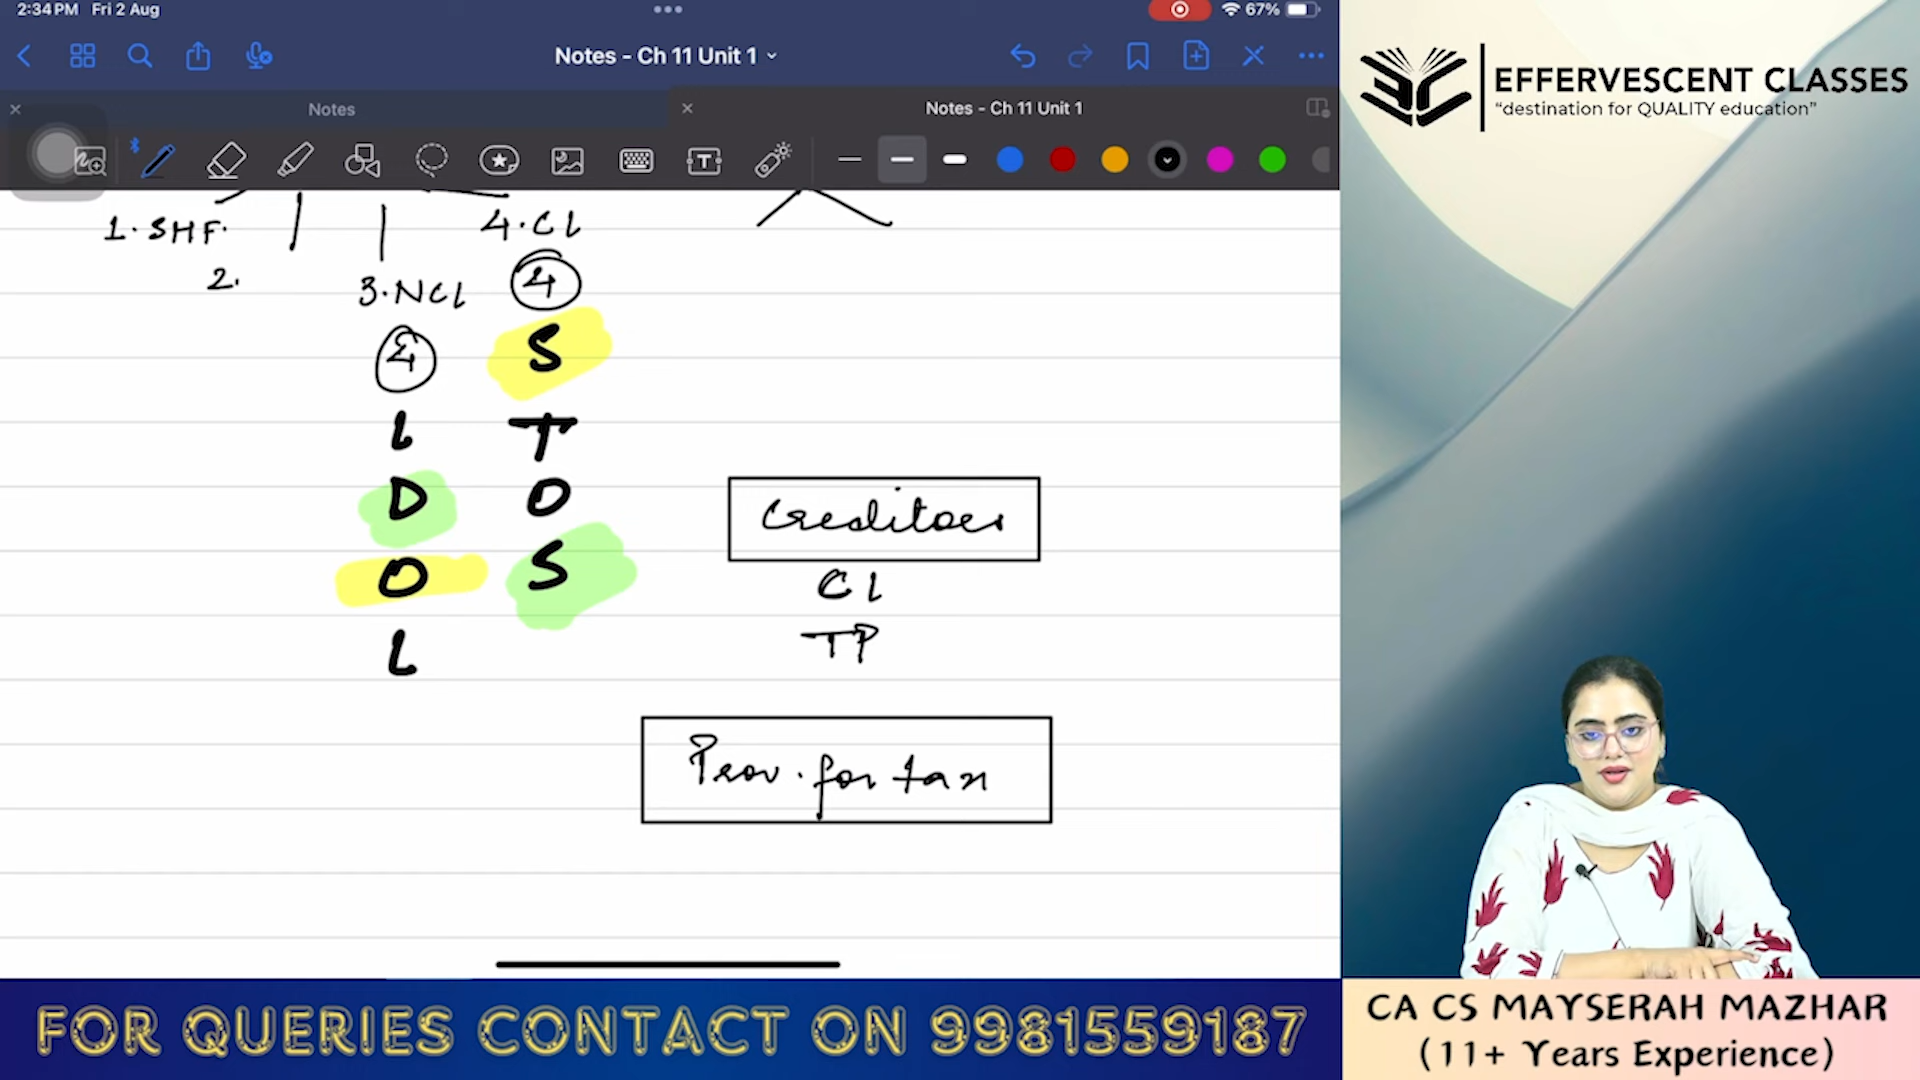 2:34 PM Fri 2 Aug
67%
Notes - Ch 11 Unit 1
Notes
Notes - Ch 11 Unit 1
1. SHF.
4. CL
2.
3. NCL
4
4
S
L
T
D
O
O
S
L
Creditors
CL
TP
Prov. for tax
EFFERVESCENT CLASSES
"destination for QUALITY education"
FOR QUERIES CONTACT ON 9981559187
CA CS MAYSERAH MAZHAR
(11+ Years Experience)